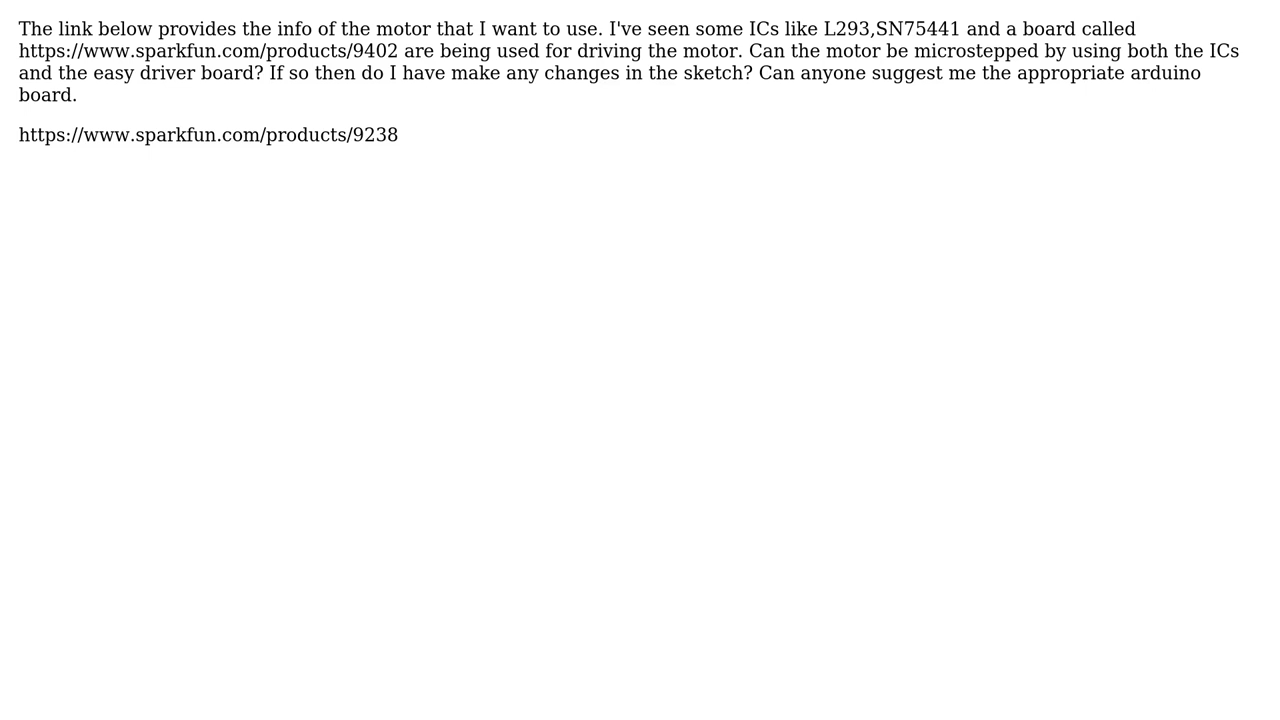 The link below provides the info of the motor that I want to use. I've seen some ICs like L293,SN75441 and a board called
https://www.sparkfun.com/products/9402 are being used for driving the motor. Can the motor be microstepped by using both the ICs
and the easy driver board? If so then do I have make any changes in the sketch? Can anyone suggest me the appropriate arduino
board.
https://www.sparkfun.com/products/9238